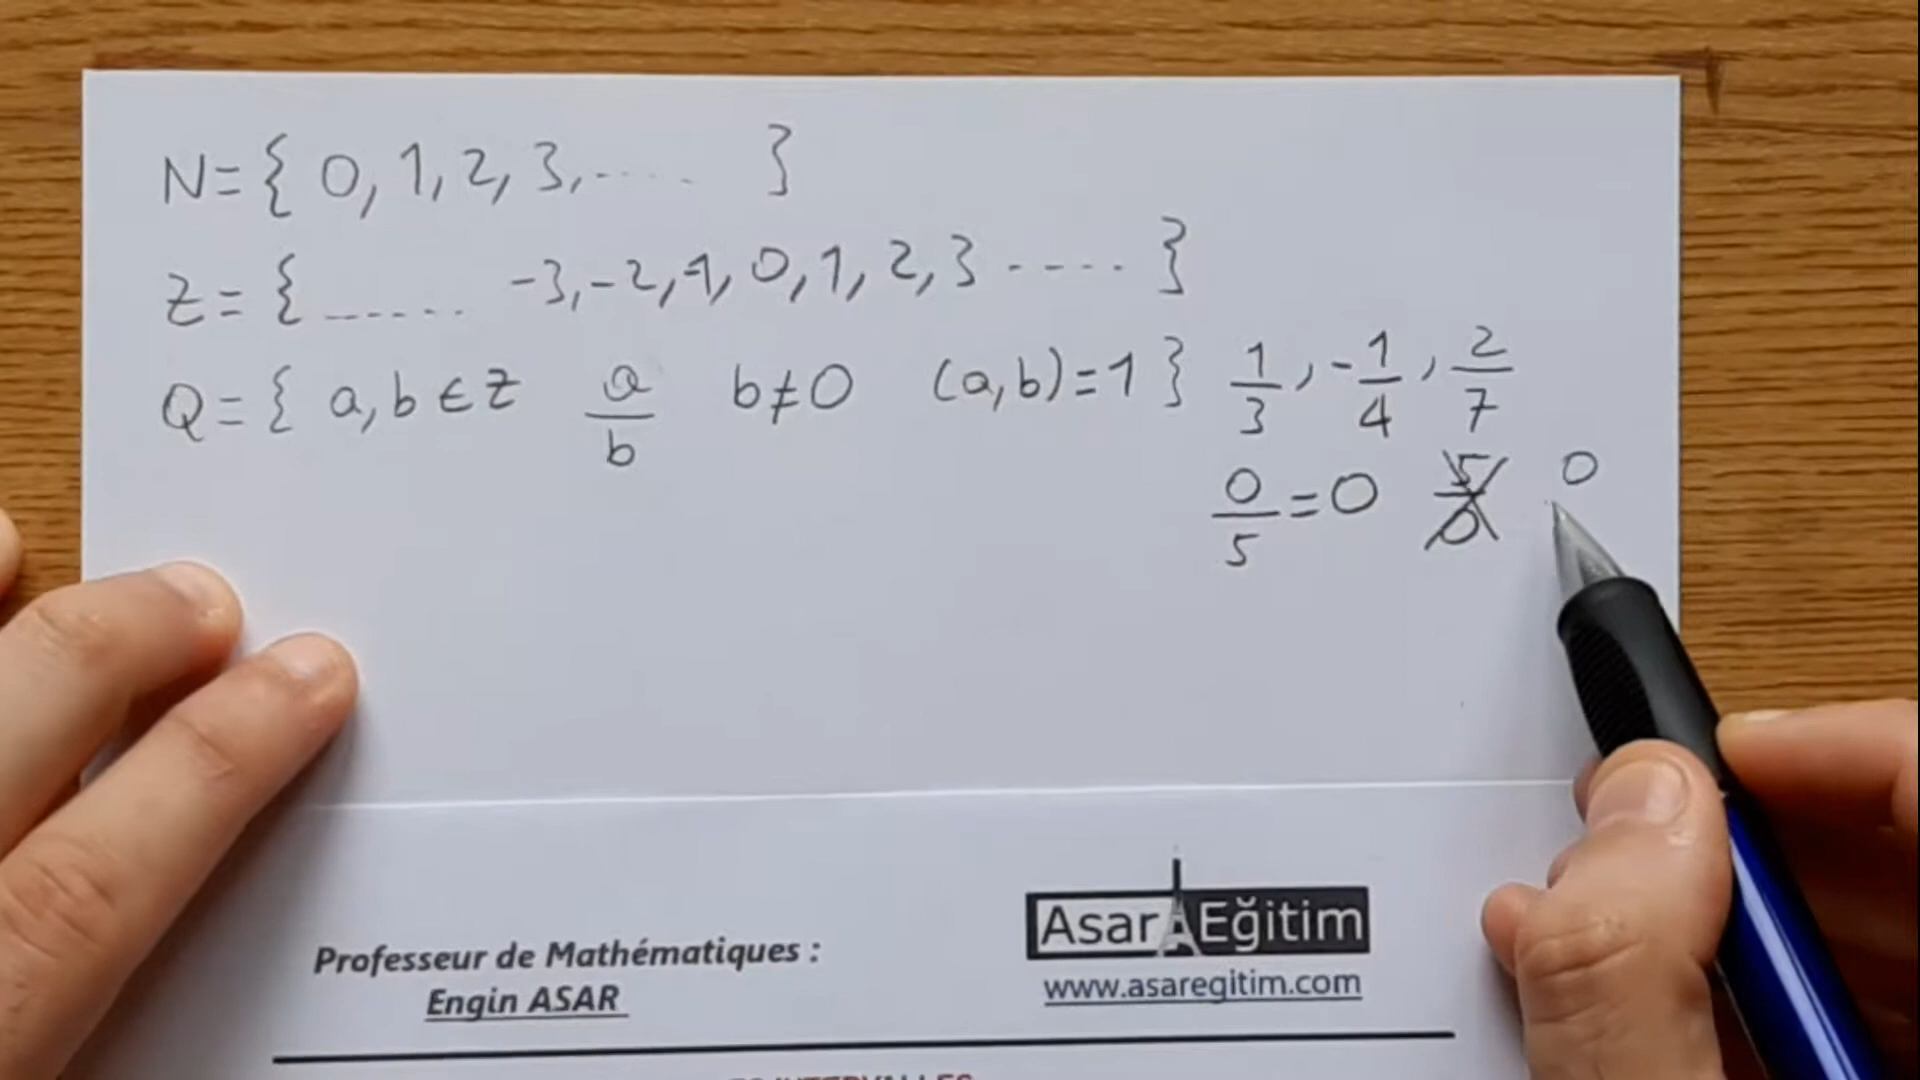 N={ 0, 1, 2, 3, ..... }
Z={ ...... -3, -2, -1, 0, 1, 2, 3 ..... }
Q={ a, b ∈ Z a/b b≠0 (a, b)=1 } 1/3, -1/4, 2/7
0/5 = 0 5/0 0
Professeur de Mathématiques :
Engin ASAR
Asar Eğitim
www.asaregitim.com